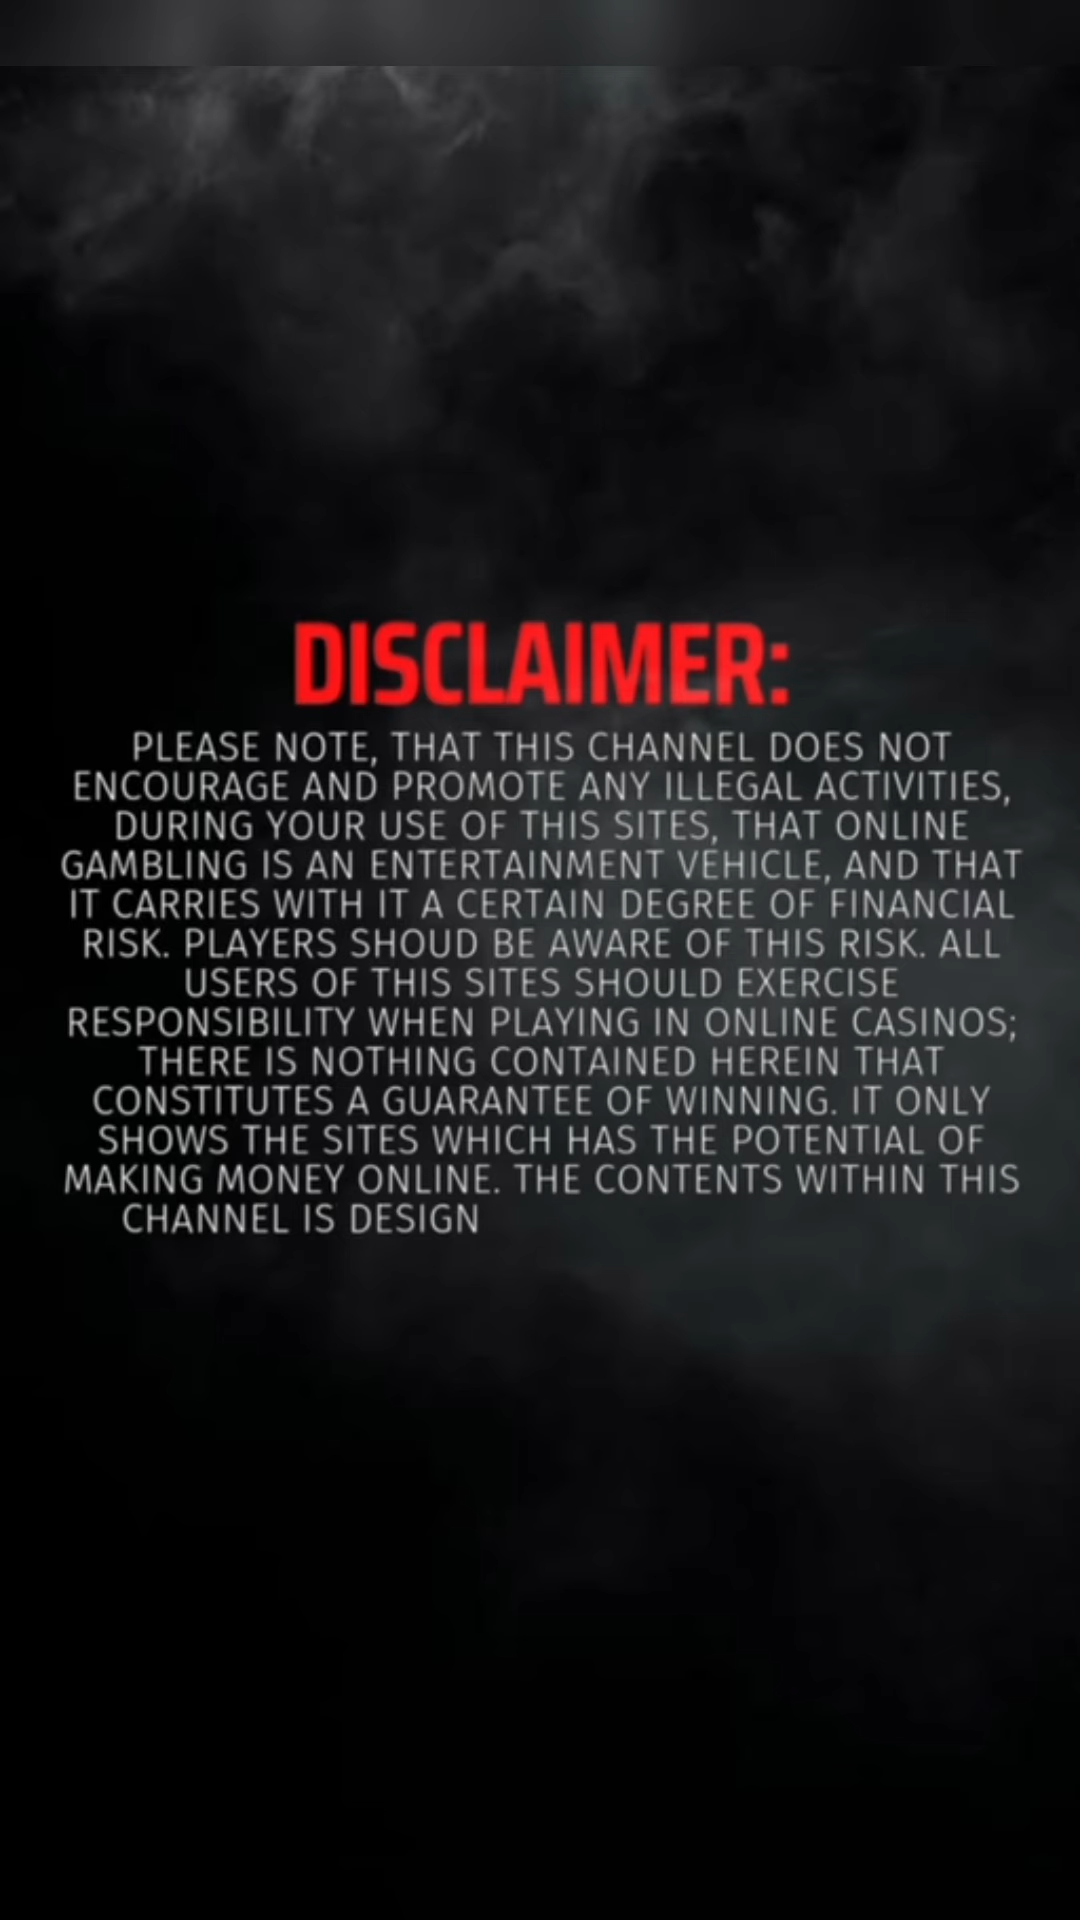 DISCLAIMER:
PLEASE NOTE, THAT THIS CHANNEL DOES NOT
ENCOURAGE AND PROMOTE ANY ILLEGAL ACTIVITIES,
DURING YOUR USE OF THIS SITES, THAT ONLINE
GAMBLING IS AN ENTERTAINMENT VEHICLE, AND THAT
IT CARRIES WITH IT A CERTAIN DEGREE OF FINANCIAL
RISK. PLAYERS SHOUD BE AWARE OF THIS RISK. ALL
USERS OF THIS SITES SHOULD EXERCISE
RESPONSIBILITY WHEN PLAYING IN ONLINE CASINOS;
THERE IS NOTHING CONTAINED HEREIN THAT
CONSTITUTES A GUARANTEE OF WINNING. IT ONLY
SHOWS THE SITES WHICH HAS THE POTENTIAL OF
MAKING MONEY ONLINE. THE CONTENTS WITHIN THIS
CHANNEL IS DESIGN